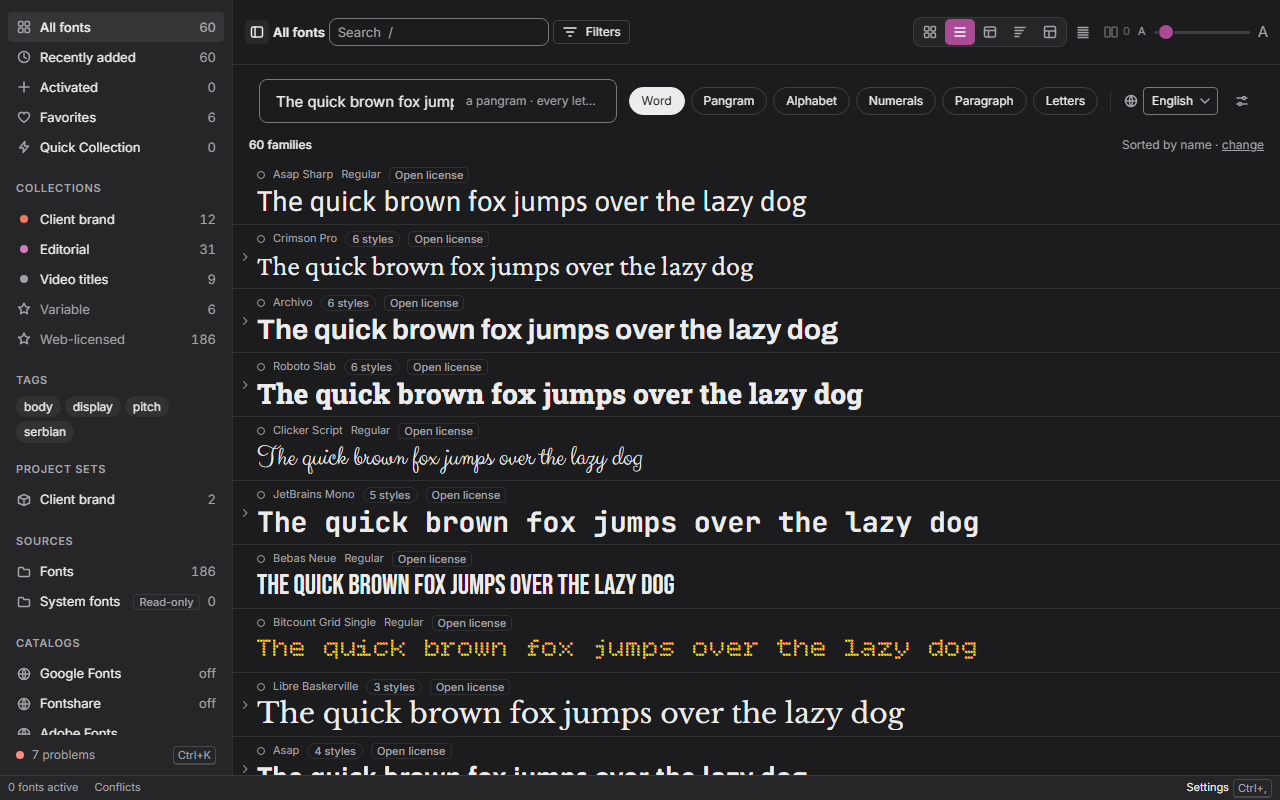 All fonts 60
Recently added 60
Activated 0
Favorites 6
Quick Collection 0
COLLECTIONS
Client brand 12
Editorial 31
Video titles 9
Variable 6
Web-licensed 186
TAGS
body display pitch
serbian
PROJECT SETS
Client brand 2
SOURCES
Fonts 186
System fonts Read-only 0
CATALOGS
Google Fonts off
Fontshare off
Adobe Fonts
7 problems Ctrl+K
All fonts Search / Filters 0 A A
The quick brown fox jump a pangram · every let... Word Pangram Alphabet Numerals Paragraph Letters English
60 families Sorted by name · change
Asap Sharp Regular Open license
The quick brown fox jumps over the lazy dog
Crimson Pro 6 styles Open license
The quick brown fox jumps over the lazy dog
Archivo 6 styles Open license
The quick brown fox jumps over the lazy dog
Roboto Slab 6 styles Open license
The quick brown fox jumps over the lazy dog
Clicker Script Regular Open license
The quick brown fox jumps over the lazy dog
JetBrains Mono 5 styles Open license
The quick brown fox jumps over the lazy dog
Bebas Neue Regular Open license
THE QUICK BROWN FOX JUMPS OVER THE LAZY DOG
Bitcount Grid Single Regular Open license
The quick brown fox jumps over the lazy dog
Libre Baskerville 3 styles Open license
The quick brown fox jumps over the lazy dog
Asap 4 styles Open license
The quick brown fox jumps over the lazy dog
0 fonts active Conflicts Settings Ctrl+,